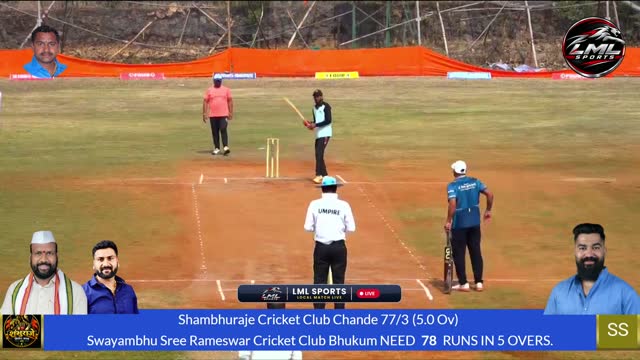 LML
SPORTS
UMPIRE
LML SPORTS
LOCAL MATCH LIVE
LIVE
Shambhuraje Cricket Club Chande 77/3 (5.0 Ov)
Swayambhu Sree Rameswar Cricket Club Bhukum NEED 78 RUNS IN 5 OVERS.
SS